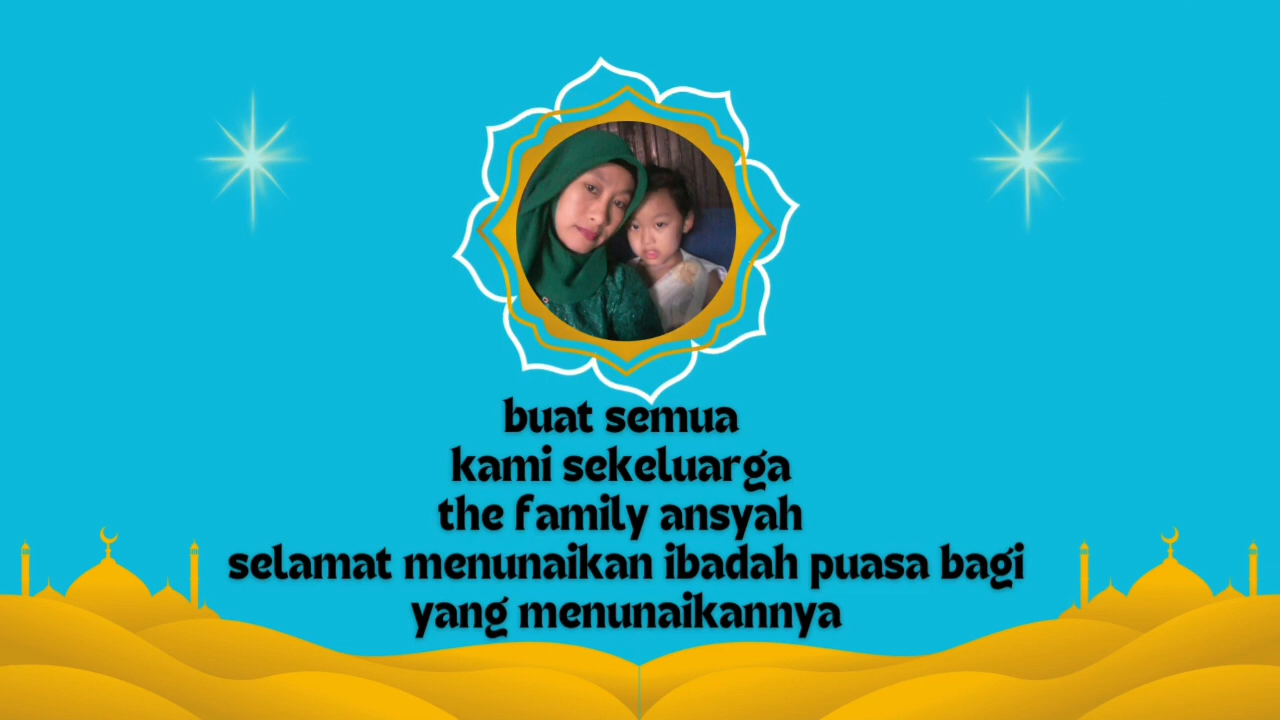 buat semua
kami sekeluarga
the family ansyah
selamat menunaikan ibadah puasa bagi
yang menunaikannya